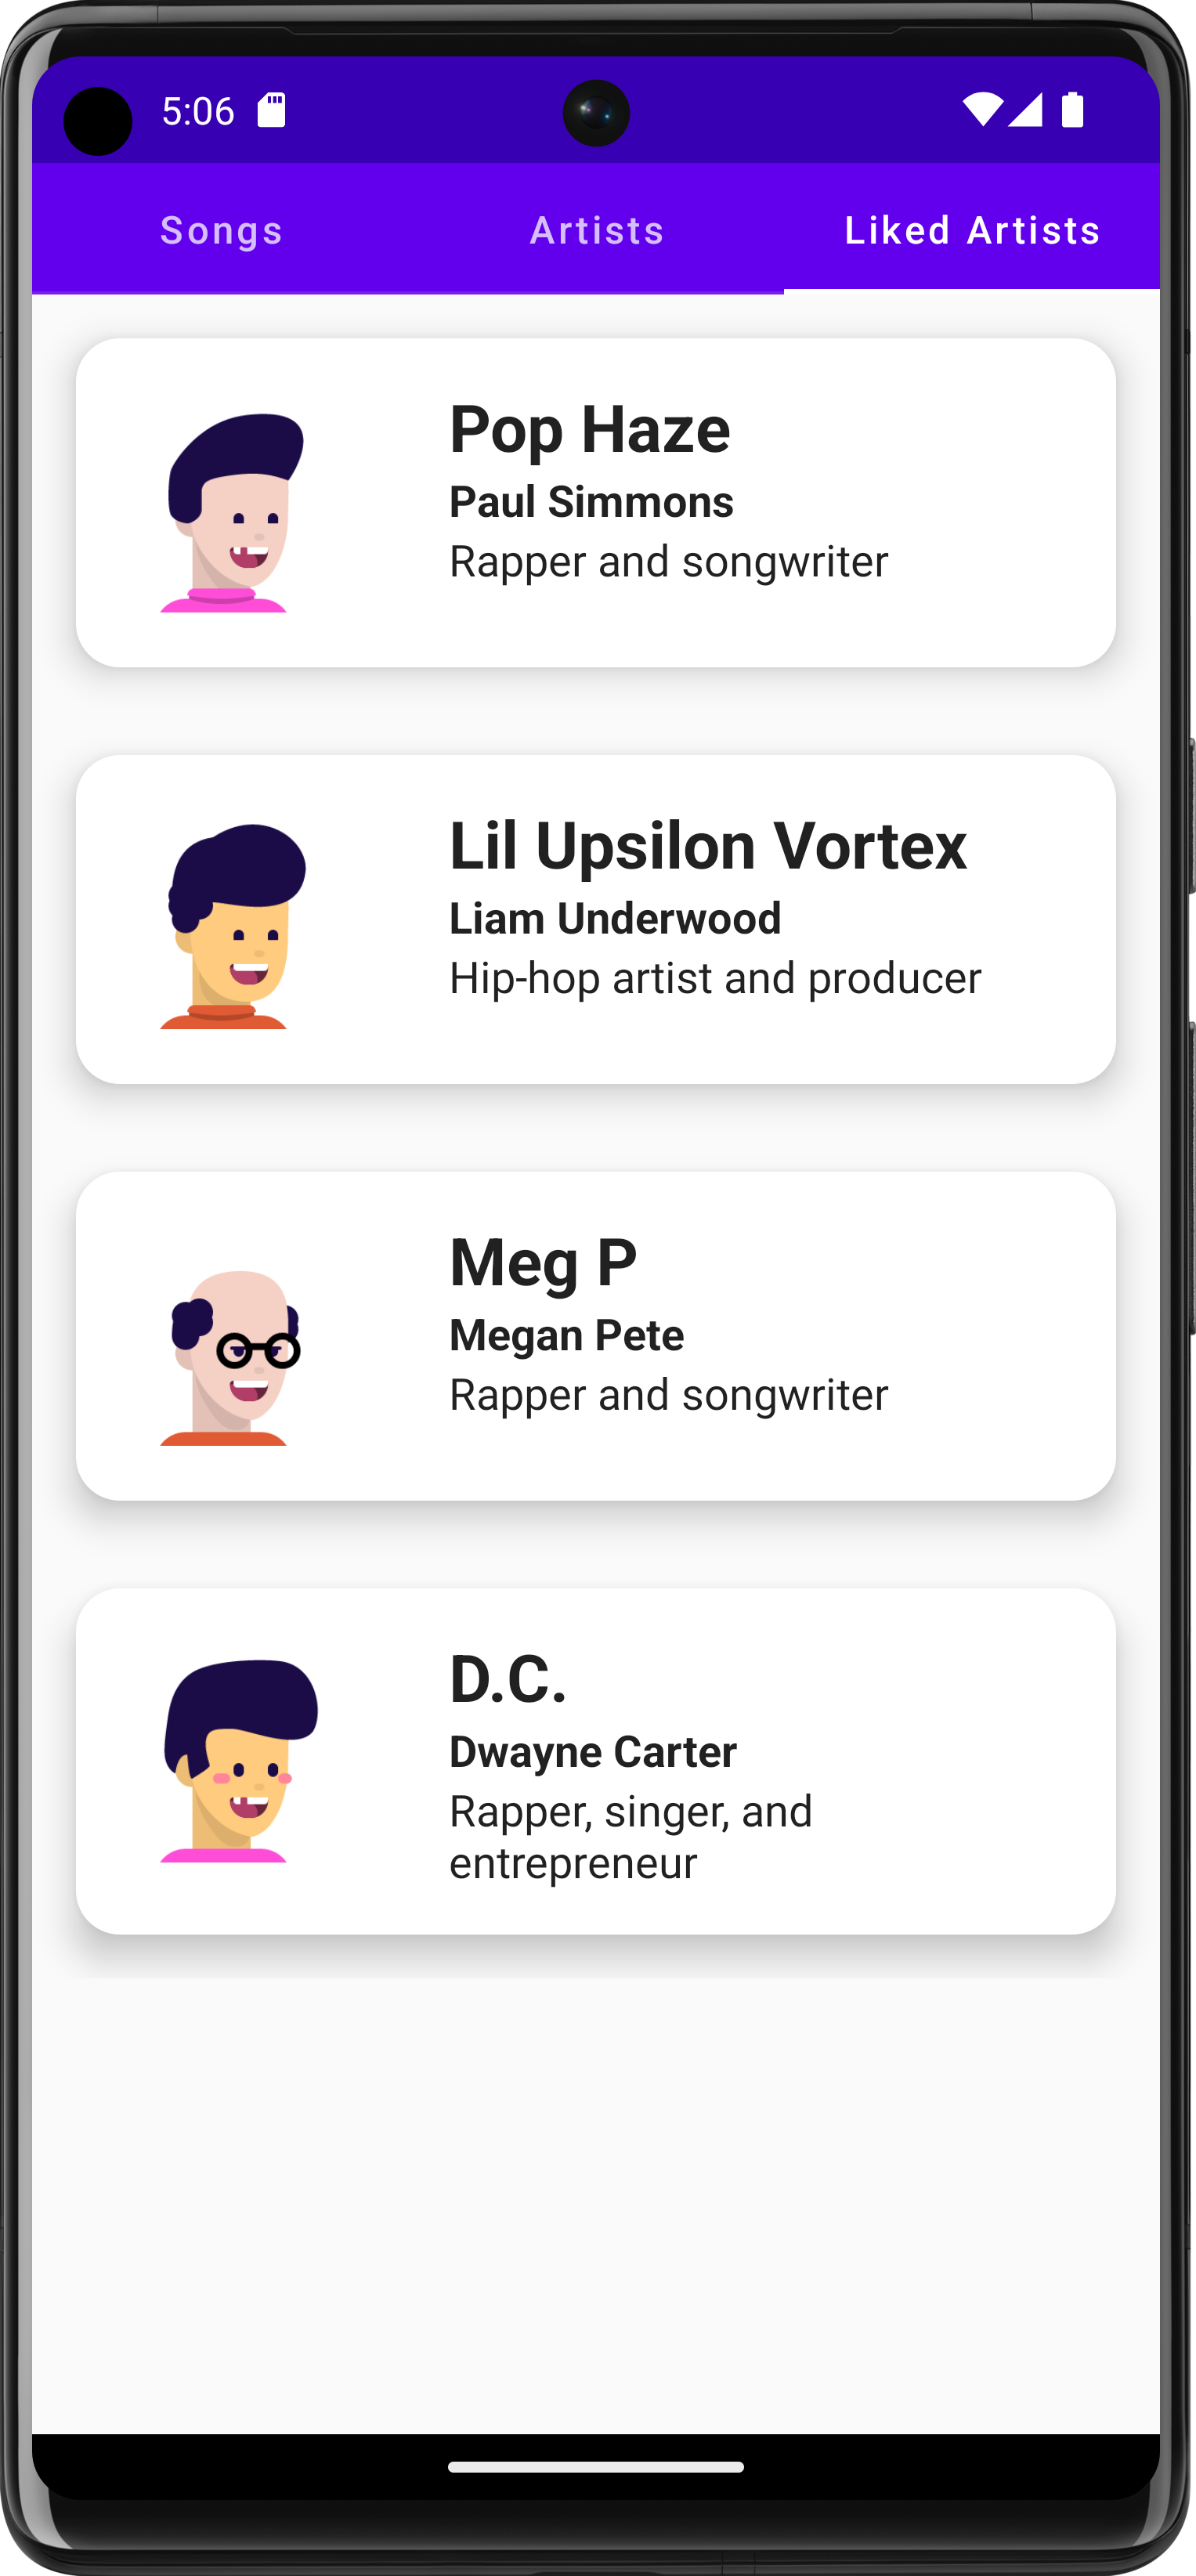 5:06
Songs Artists Liked Artists
Pop Haze
Paul Simmons
Rapper and songwriter
Lil Upsilon Vortex
Liam Underwood
Hip-hop artist and producer
Meg P
Megan Pete
Rapper and songwriter
D.C.
Dwayne Carter
Rapper, singer, and
entrepreneur